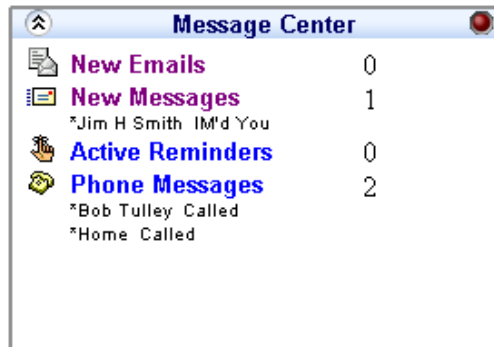 Message Center
New Emails 0
New Messages 1
*Jim H Smith IM'd You
Active Reminders 0
Phone Messages 2
*Bob Tulley Called
*Home Called